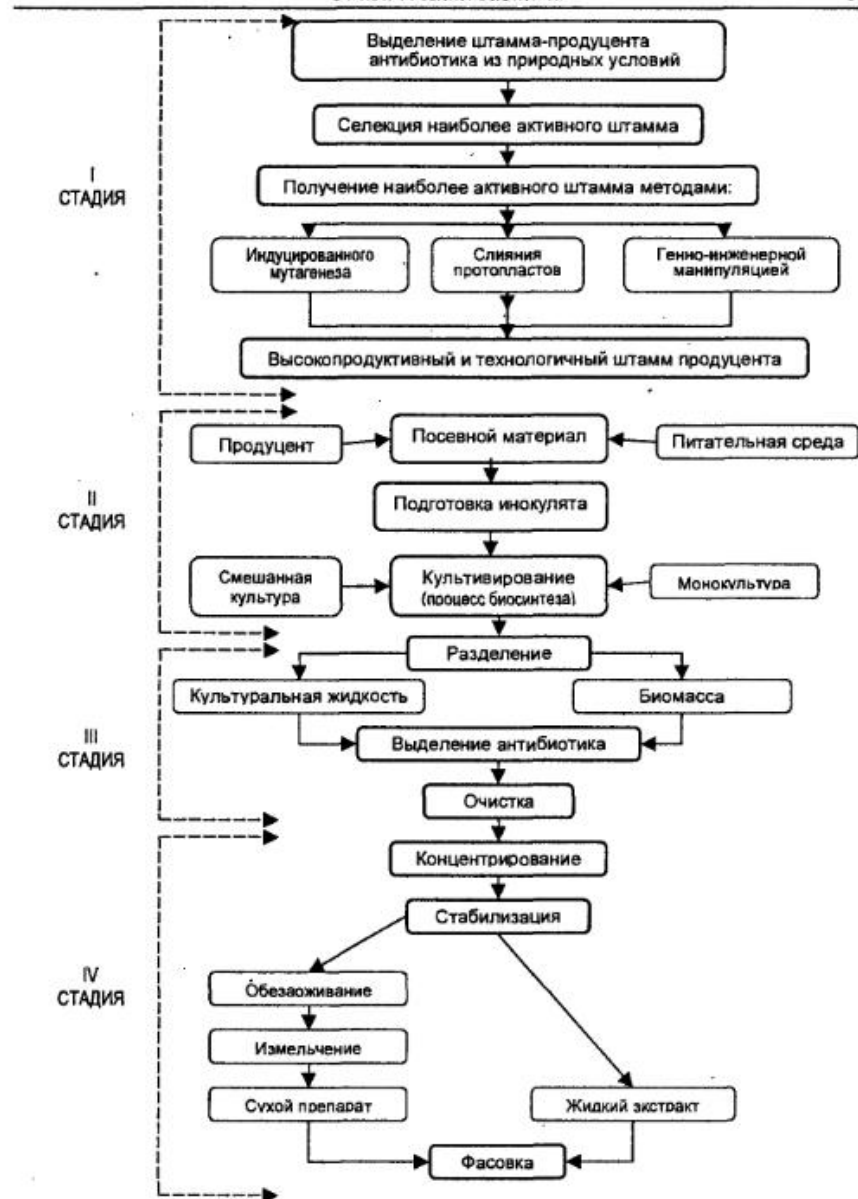 Выделение штамма-продуцента
антибиотика из природных условий
Селекция наиболее активного штамма
I
СТАДИЯ
Получение наиболее активного штамма методами:
Индуцированного
мутагенеза
Слияния
протопластов
Генно-инженерной
манипуляцией
Высокопродуктивный и технологичный штамм продуцента
Продуцент
Посевной материал
Питательная среда
II
СТАДИЯ
Подготовка инокулята
Смешанная
культура
Культивирование
(процесс биосинтеза)
Монокультура
Разделение
Культуральная жидкость
Биомасса
III
СТАДИЯ
Выделение антибиотика
Очистка
Концентрирование
Стабилизация
IV
СТАДИЯ
Обезаоживание
Измельчение
Сухой препарат
Жидкий экстракт
Фасовка